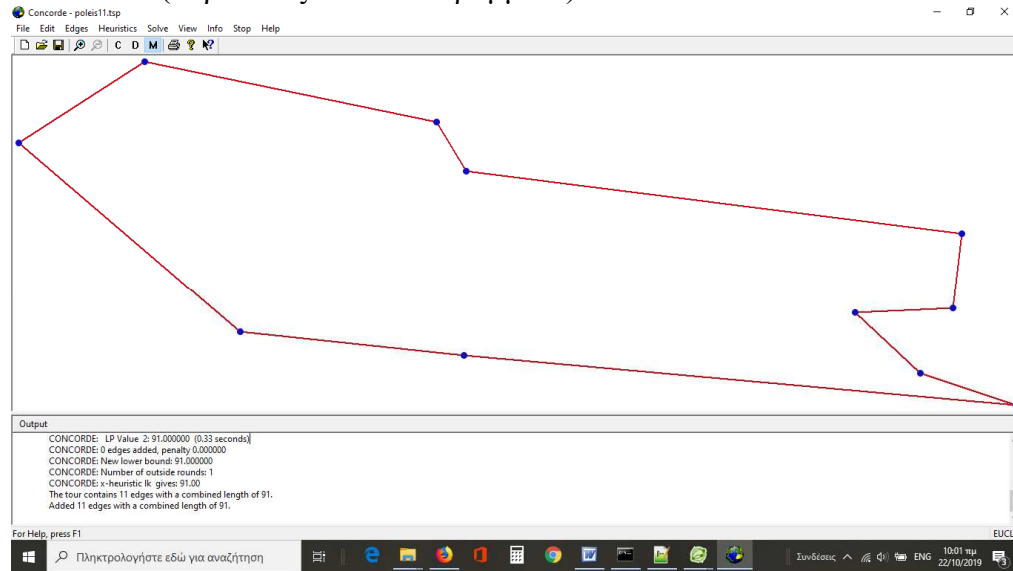 Concorde - poleis11.tsp
File Edit Edges Heuristics Solve View Info Stop Help
C D M
Output
CONCORDE: LP Value 2: 91.000000 (0.33 seconds)
CONCORDE: 0 edges added, penalty 0.000000
CONCORDE: New lower bound: 91.000000
CONCORDE: Number of outside rounds: 1
CONCORDE: x-heuristic lk gives: 91.00
The tour contains 11 edges with a combined length of 91.
Added 11 edges with a combined length of 91.
For Help, press F1
EUCL
Πληκτρολογήστε εδώ για αναζήτηση
Συνδέσεις
ENG
10:01 πμ
22/10/2019
3